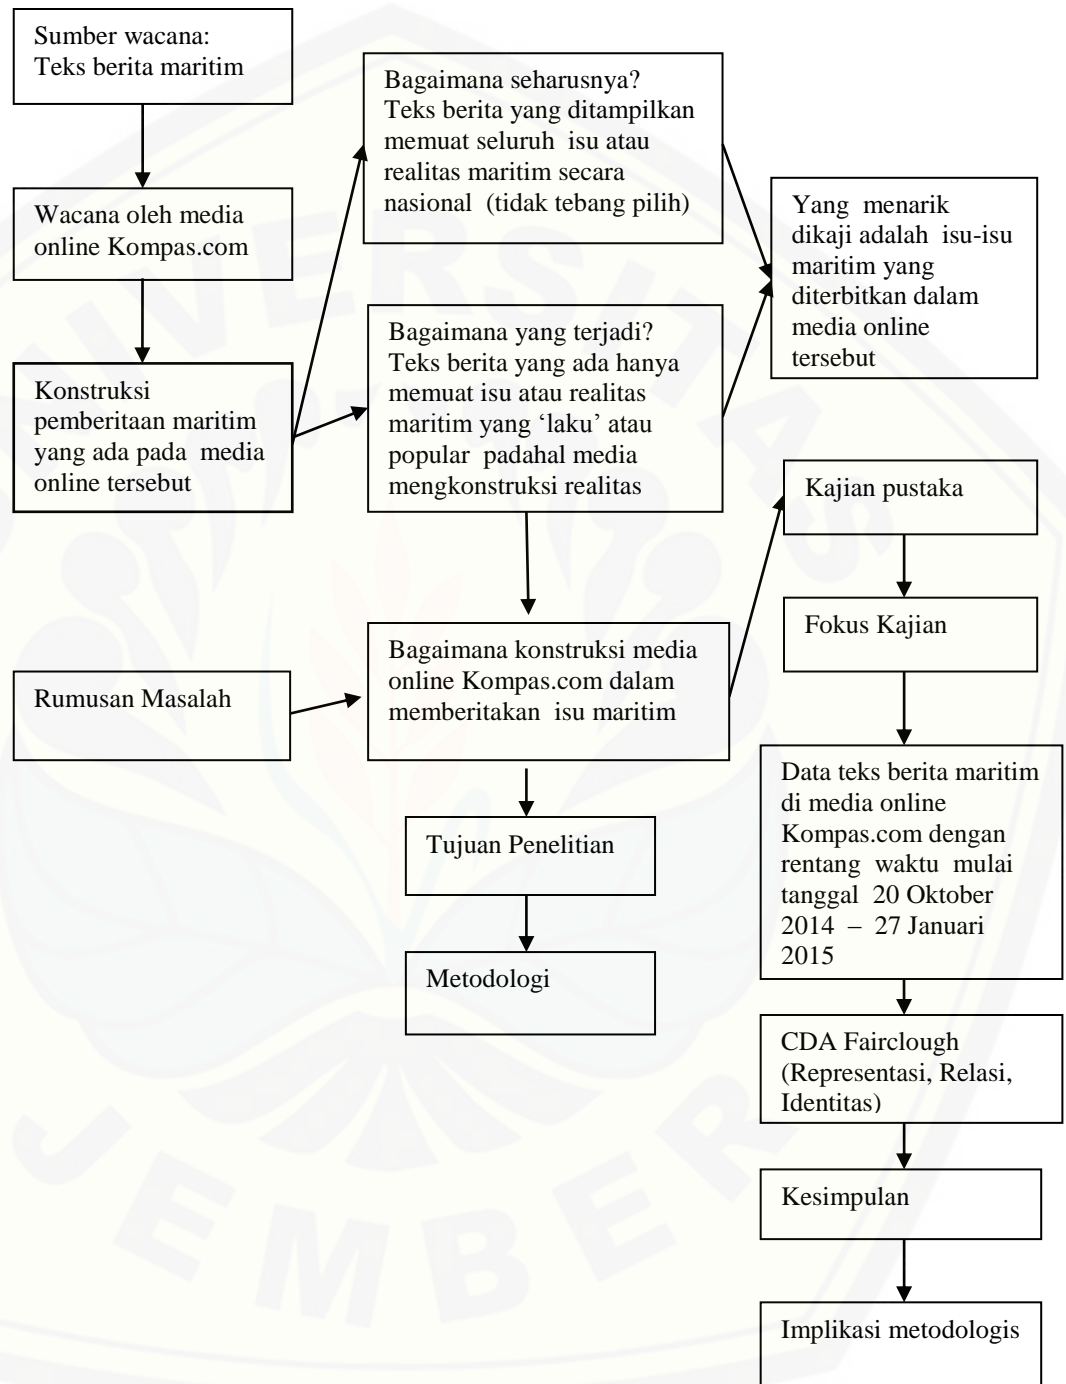 Sumber wacana:
Teks berita maritim
Wacana oleh media
online Kompas.com
Konstruksi
pemberitaan maritim
yang ada pada media
online tersebut
Bagaimana seharusnya?
Teks berita yang ditampilkan
memuat seluruh isu atau
realitas maritim secara
nasional (tidak tebang pilih)
Bagaimana yang terjadi?
Teks berita yang ada hanya
memuat isu atau realitas
maritim yang ‘laku’ atau
popular padahal media
mengkonstruksi realitas
Yang menarik
dikaji adalah isu-isu
maritim yang
diterbitkan dalam
media online
tersebut
Rumusan Masalah
Bagaimana konstruksi media
online Kompas.com dalam
memberitakan isu maritim
Tujuan Penelitian
Metodologi
Kajian pustaka
Fokus Kajian
Data teks berita maritim
di media online
Kompas.com dengan
rentang waktu mulai
tanggal 20 Oktober
2014 – 27 Januari
2015
CDA Fairclough
(Representasi, Relasi,
Identitas)
Kesimpulan
Implikasi metodologis
UNIVERSITAS
JEMBER